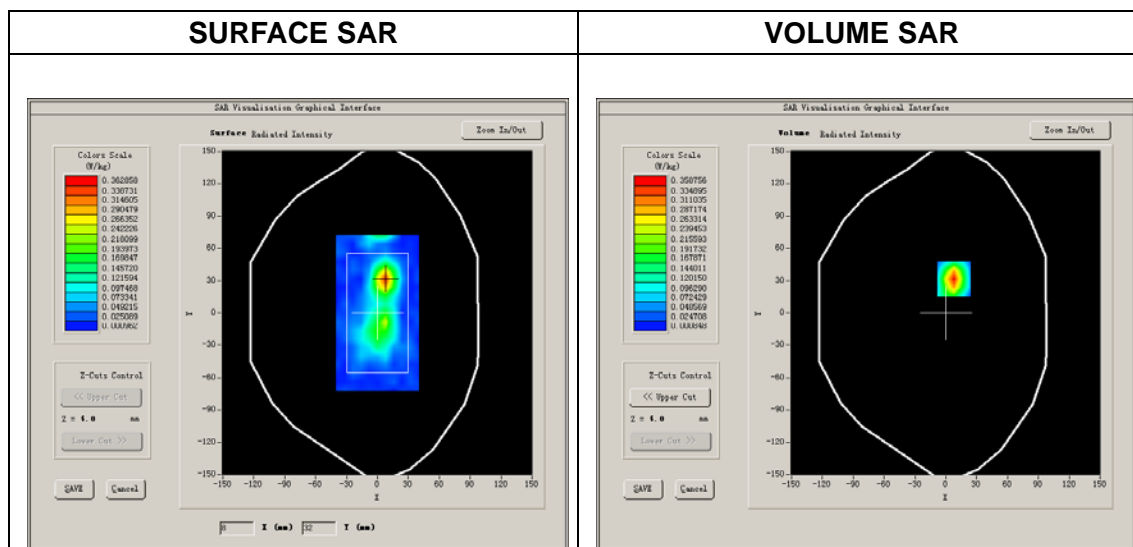 SURFACE SAR
VOLUME SAR
SAR Visualisation Graphical Interface
Surface Radiated Intensity
Zoom In/Out
Colors Scale
(W/kg)
0.362858
0.338731
0.314605
0.290479
0.266352
0.242226
0.218099
0.193973
0.169847
0.145720
0.121594
0.097468
0.073341
0.049215
0.025089
0.000962
Z-Cuts Control
<< Upper Cut
Z = 4.0 mm
Lower Cut >>
SAVE
Cancel
150
120
90
60
30
0
-30
-60
-90
-120
-150
Y
-150 -120 -90 -60 -30 0 30 60 90 120 150
X
8 X (mm) 32 Y (mm)
SAR Visualisation Graphical Interface
Volume Radiated Intensity
Zoom In/Out
Colors Scale
(W/kg)
0.358756
0.334895
0.311035
0.287174
0.263314
0.239453
0.215593
0.191732
0.167871
0.144011
0.120150
0.096290
0.072429
0.048569
0.024708
0.000848
Z-Cuts Control
<< Upper Cut
Z = 4.0 mm
Lower Cut >>
SAVE
Cancel
150
120
90
60
30
0
-30
-60
-90
-120
-150
Y
-150 -120 -90 -60 -30 0 30 60 90 120 150
X